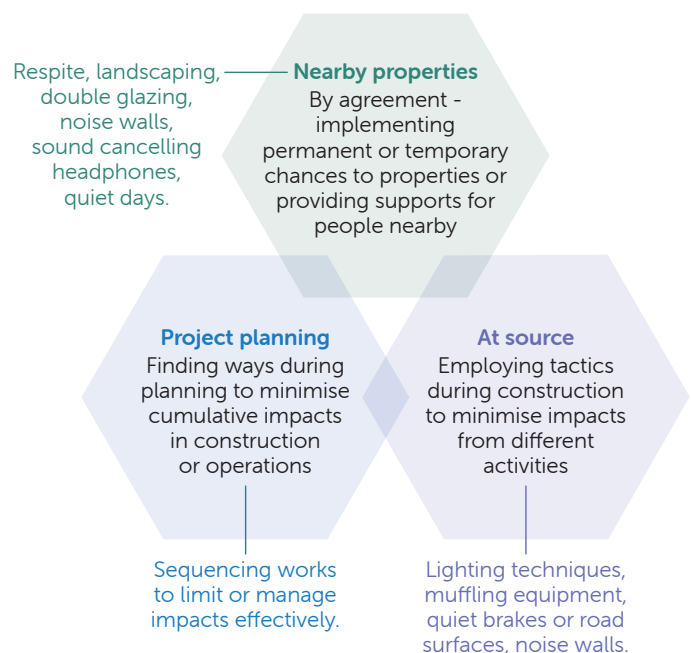 Respite, landscaping,
double glazing,
noise walls,
sound cancelling
headphones,
quiet days.
Nearby properties
By agreement -
implementing
permanent or temporary
chances to properties or
providing supports for
people nearby
Project planning
Finding ways during
planning to minimise
cumulative impacts
in construction
or operations
At source
Employing tactics
during construction
to minimise impacts
from different
activities
Sequencing works
to limit or manage
impacts effectively.
Lighting techniques,
muffling equipment,
quiet brakes or road
surfaces, noise walls.